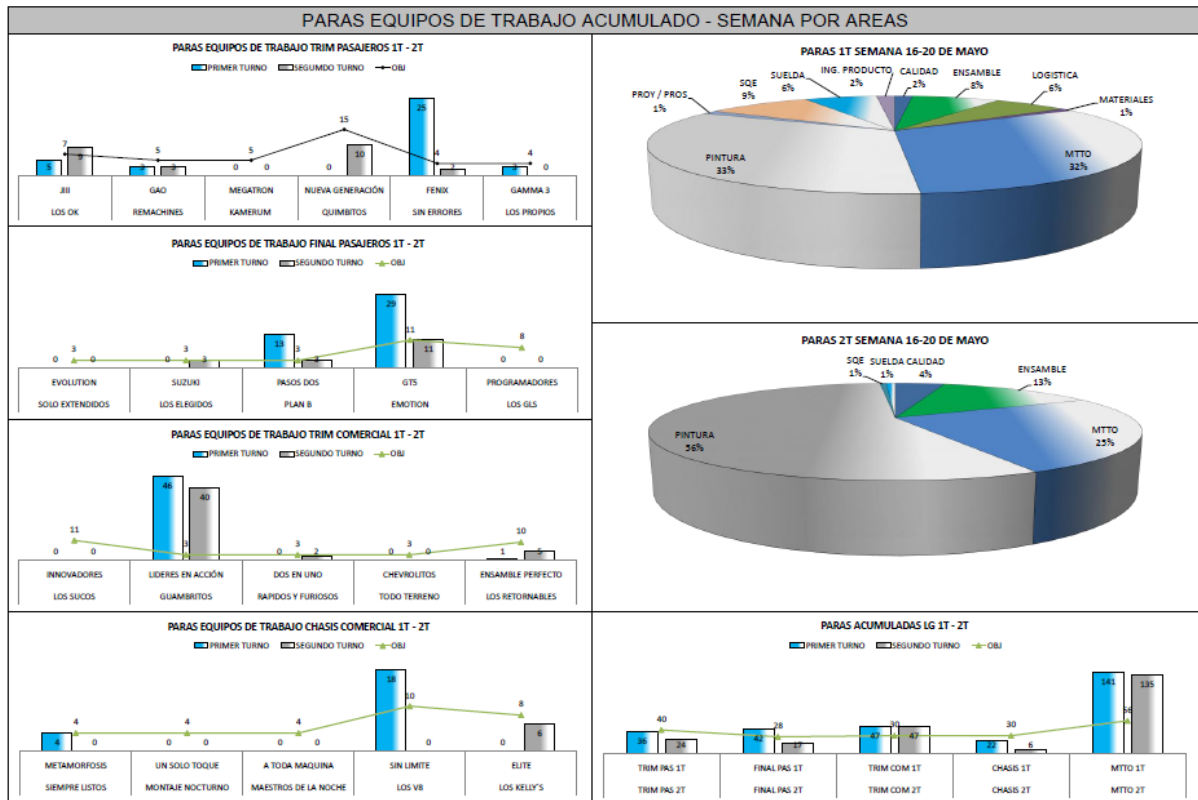 PARAS EQUIPOS DE TRABAJO ACUMULADO - SEMANA POR AREAS
PARAS EQUIPOS DE TRABAJO TRIM PASAJEROS 1T - 2T
PRIMER TURNO SEGUMDO TURNO OBJ
7 5 5 15 4 4
5 9 3 3 0 0 0 10 25 2 3 0
JIII GAO MEGATRON NUEVA GENERACIÓN FENIX GAMMA 3
LOS OK REMACHINES KAMERUM QUIMBITOS SIN ERRORES LOS PROPIOS
PARAS EQUIPOS DE TRABAJO FINAL PASAJEROS 1T - 2T
PRIMER TURNO SEGUNDO TURNO OBJ
3 3 3 11 8
0 0 0 3 13 3 29 11 0 0
EVOLUTION SUZUKI PASOS DOS GT5 PROGRAMADORES
SOLO EXTENDIDOS LOS ELEGIDOS PLAN B EMOTION LOS GLS
PARAS EQUIPOS DE TRABAJO TRIM COMERCIAL 1T - 2T
PRIMER TURNO SEGUNDO TURNO OBJ
11 3 3 3 10
0 0 46 40 0 2 0 0 1 5
INNOVADORES LIDERES EN ACCIÓN DOS EN UNO CHEVROLITOS ENSAMBLE PERFECTO
LOS SUCOS GUAMBRITOS RAPIDOS Y FURIOSOS TODO TERRENO LOS RETORNABLES
PARAS EQUIPOS DE TRABAJO CHASIS COMERCIAL 1T - 2T
PRIMER TURNO SEGUNDO TURNO OBJ
4 4 4 10 8
4 0 0 0 0 0 18 0 0 6
METAMORFOSIS UN SOLO TOQUE A TODA MAQUINA SIN LIMITE ELITE
SIEMPRE LISTOS MONTAJE NOCTURNO MAESTROS DE LA NOCHE LOS V8 LOS KELLY'S
PARAS 1T SEMANA 16-20 DE MAYO
PROY / PROS
1%
SQE
9%
SUELDA
6%
ING. PRODUCTO
2%
CALIDAD
2%
ENSAMBLE
8%
LOGISTICA
6%
MATERIALES
1%
MTTO
32%
PINTURA
33%
PARAS 2T SEMANA 16-20 DE MAYO
SQE
1%
SUELDA
1%
CALIDAD
4%
ENSAMBLE
13%
MTTO
25%
PINTURA
56%
PARAS ACUMULADAS LG 1T - 2T
PRIMER TURNO SEGUNDO TURNO OBJ
40 28 30 30 56
36 24 42 17 47 47 22 6 141 135
TRIM PAS 1T FINAL PAS 1T TRIM COM 1T CHASIS 1T MTTO 1T
TRIM PAS 2T FINAL PAS 2T TRIM COM 2T CHASIS 2T MTTO 2T